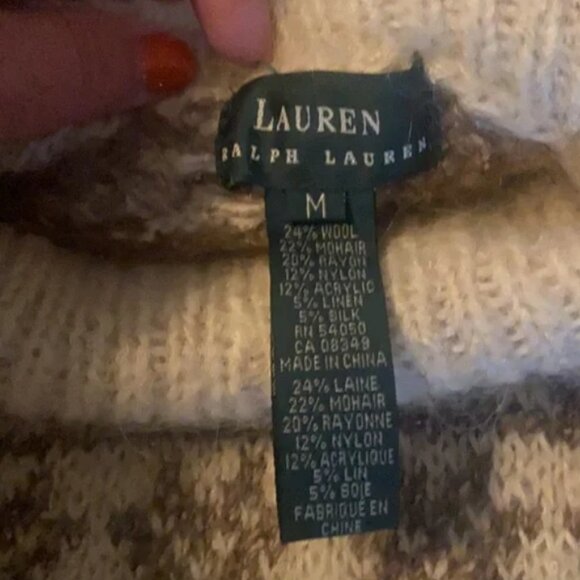 LAUREN
RALPH LAUREN
M
24% WOOL
22% MOHAIR
20% RAYON
12% NYLON
12% ACRYLIC
5% LINEN
5% SILK
RN 54050
CA 08349
MADE IN CHINA
24% LAINE
22% MOHAIR
20% RAYONNE
12% NYLON
12% ACRYLIQUE
5% LIN
5% SOIE
FABRIQUE EN
CHINE